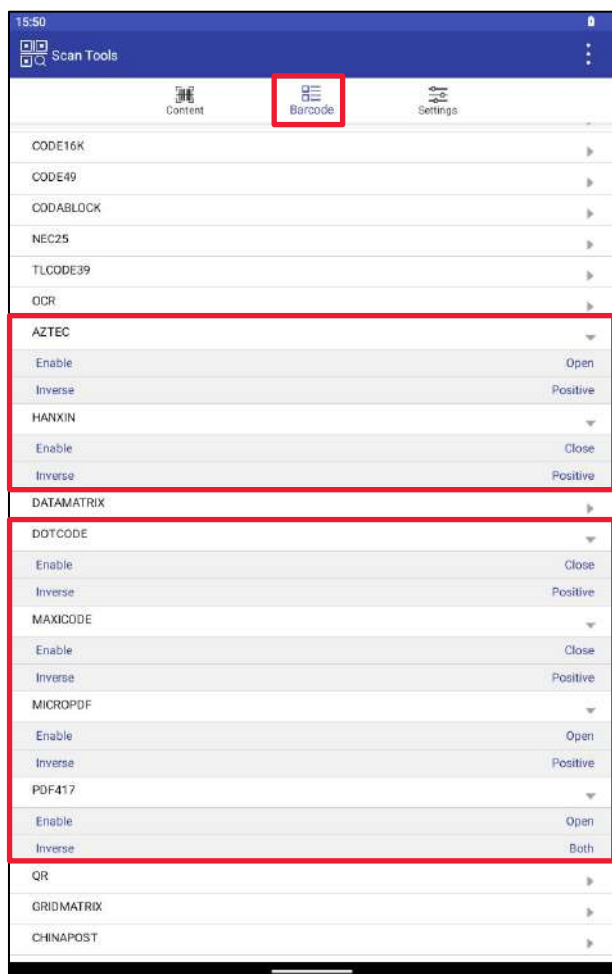 15:50
Scan Tools
Content Barcode Settings
CODE16K
CODE49
CODABLOCK
NEC25
TLCODE39
OCR
AZTEC
Enable Open
Inverse Positive
HANXIN
Enable Close
Inverse Positive
DATAMATRIX
DOTCODE
Enable Close
Inverse Positive
MAXICODE
Enable Close
Inverse Positive
MICROPDF
Enable Open
Inverse Positive
PDF417
Enable Open
Inverse Both
QR
GRIDMATRIX
CHINAPOST